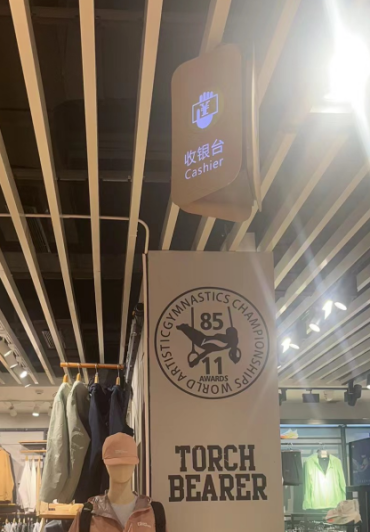 收银台
Cashier
GYMNASTICS CHAMPIONSHIPS WORLD ARTISTIC
85
11
AWARDS
TORCH
BEARER